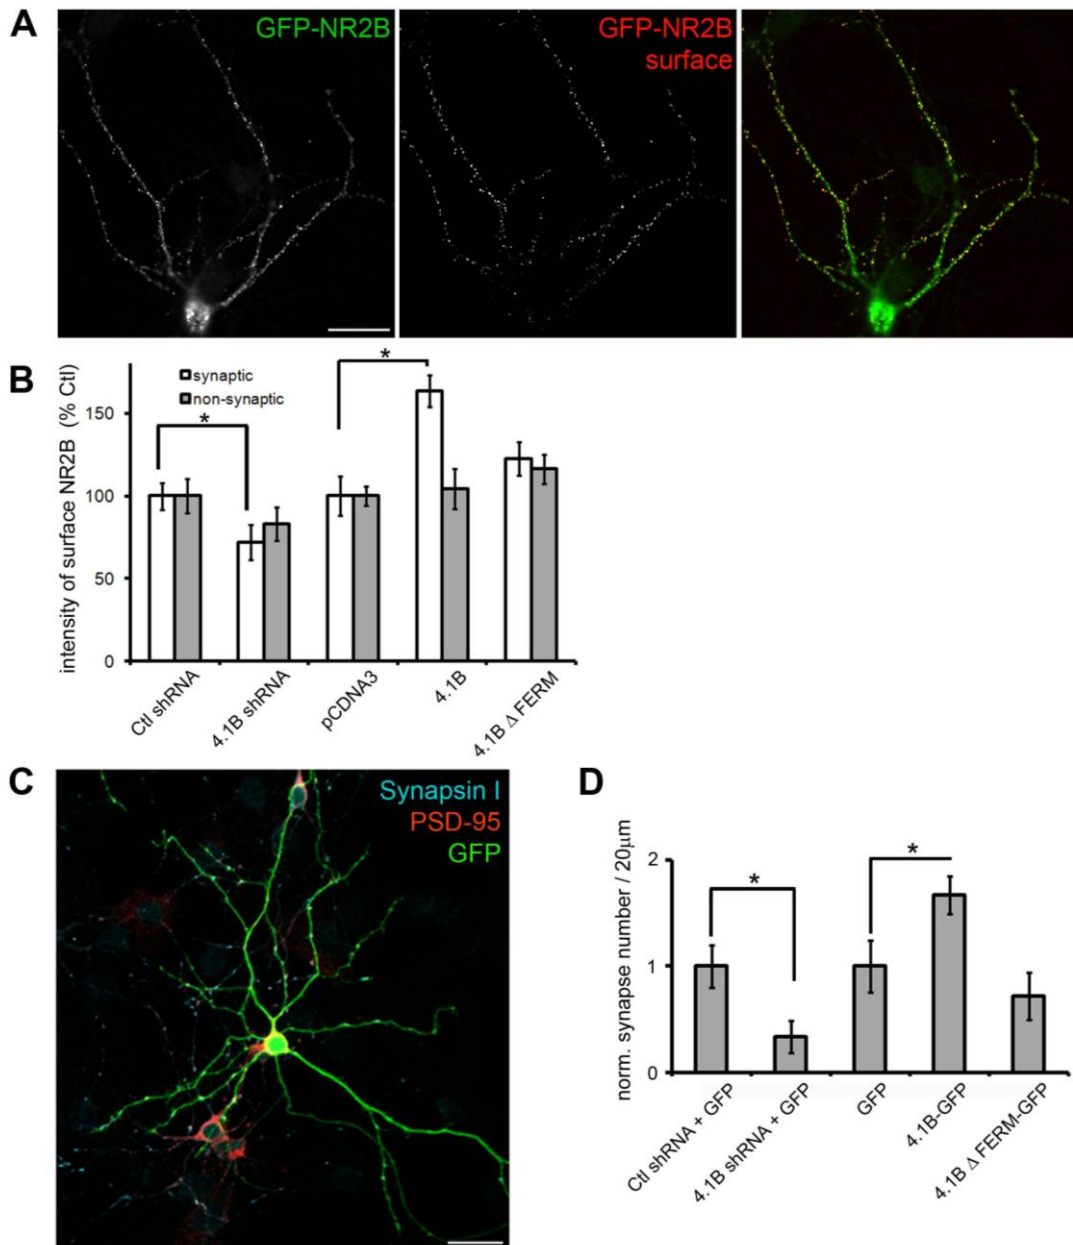 A
GFP-NR2B
GFP-NR2B
surface
B
intensity of surface NR2B (% Ctl)
synaptic
non-synaptic
*
*
150
100
50
0
Ctl shRNA
4.1B shRNA
pCDNA3
4.1B
4.1B Δ FERM
C
Synapsin I
PSD-95
GFP
D
norm. synapse number / 20µm
*
*
2
1
0
Ctl shRNA + GFP
4.1B shRNA + GFP
GFP
4.1B-GFP
4.1B Δ FERM-GFP